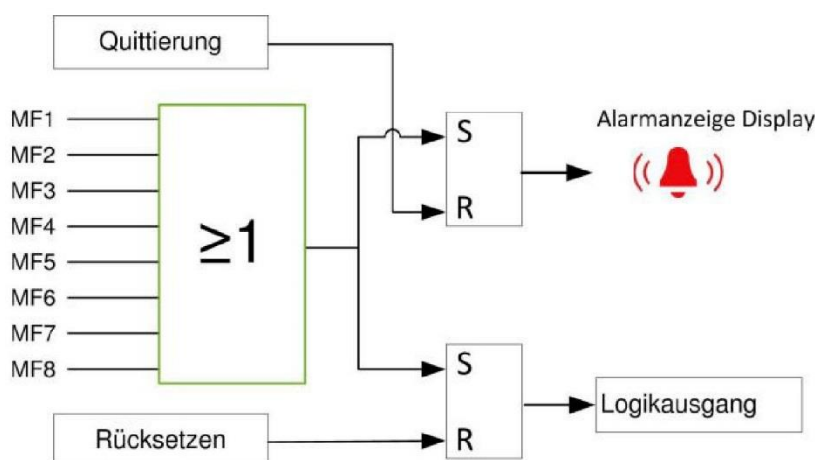 Quittierung
MF1
MF2
MF3
MF4
MF5
MF6
MF7
MF8
≥1
S
R
Alarmanzeige Display
S
R
Logikausgang
Rücksetzen